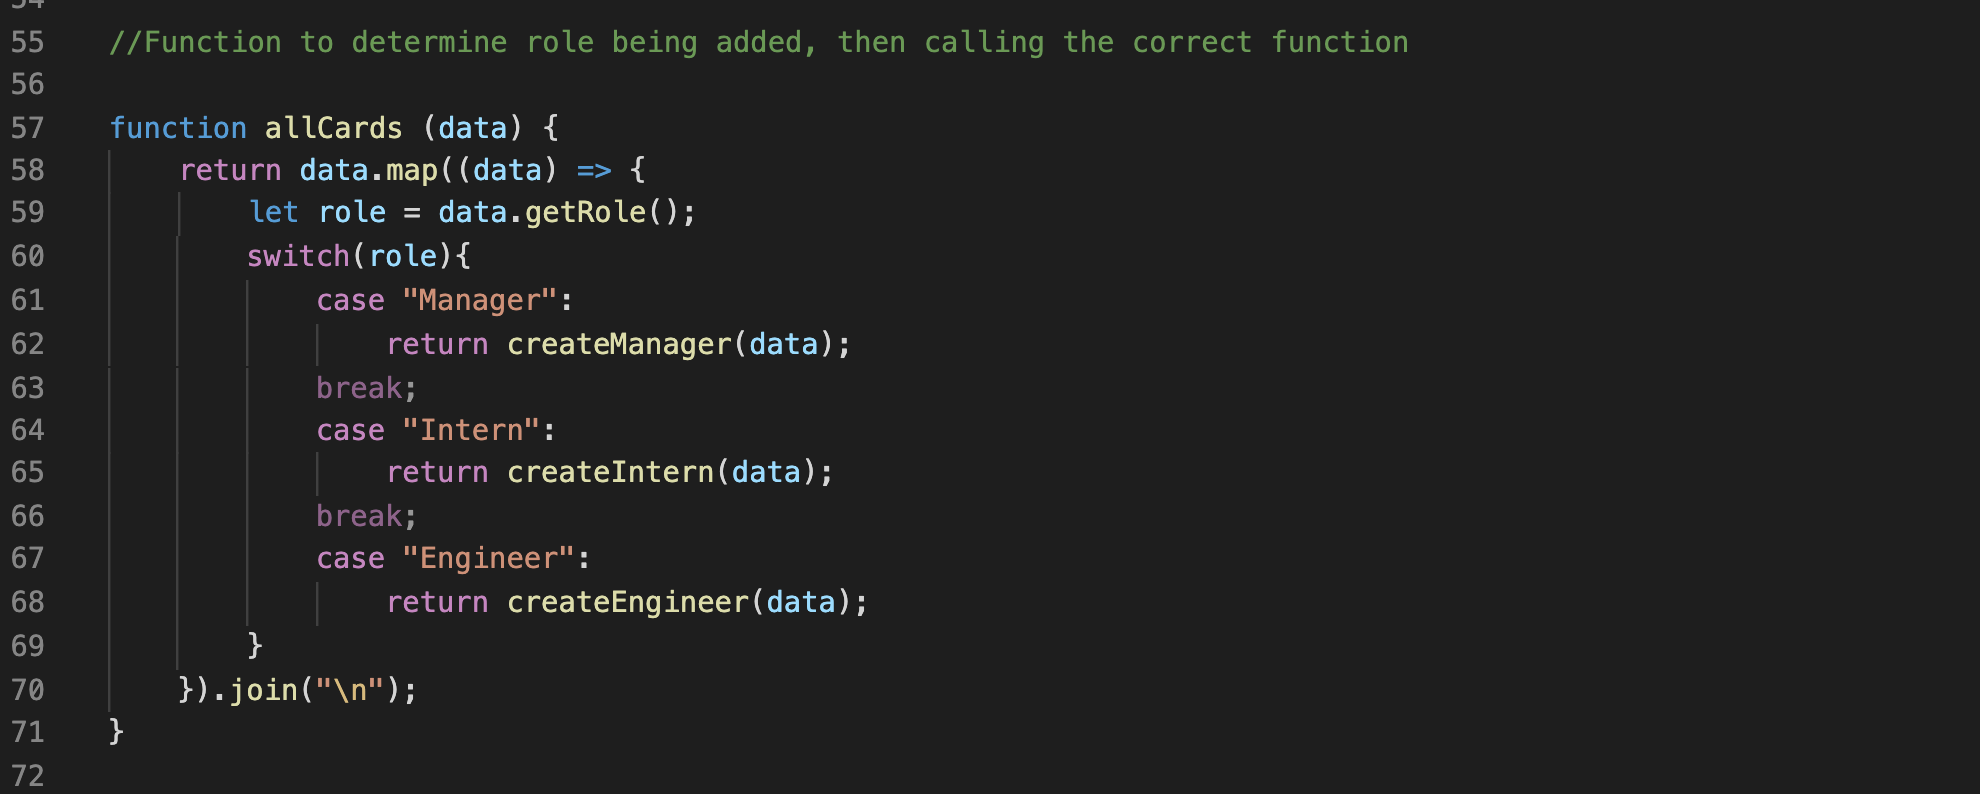 54
55 //Function to determine role being added, then calling the correct function
56
57 function allCards (data) {
58 return data.map((data) => {
59 let role = data.getRole();
60 switch(role){
61 case "Manager":
62 return createManager(data);
63 break;
64 case "Intern":
65 return createIntern(data);
66 break;
67 case "Engineer":
68 return createEngineer(data);
69 }
70 }).join("\n");
71 }
72